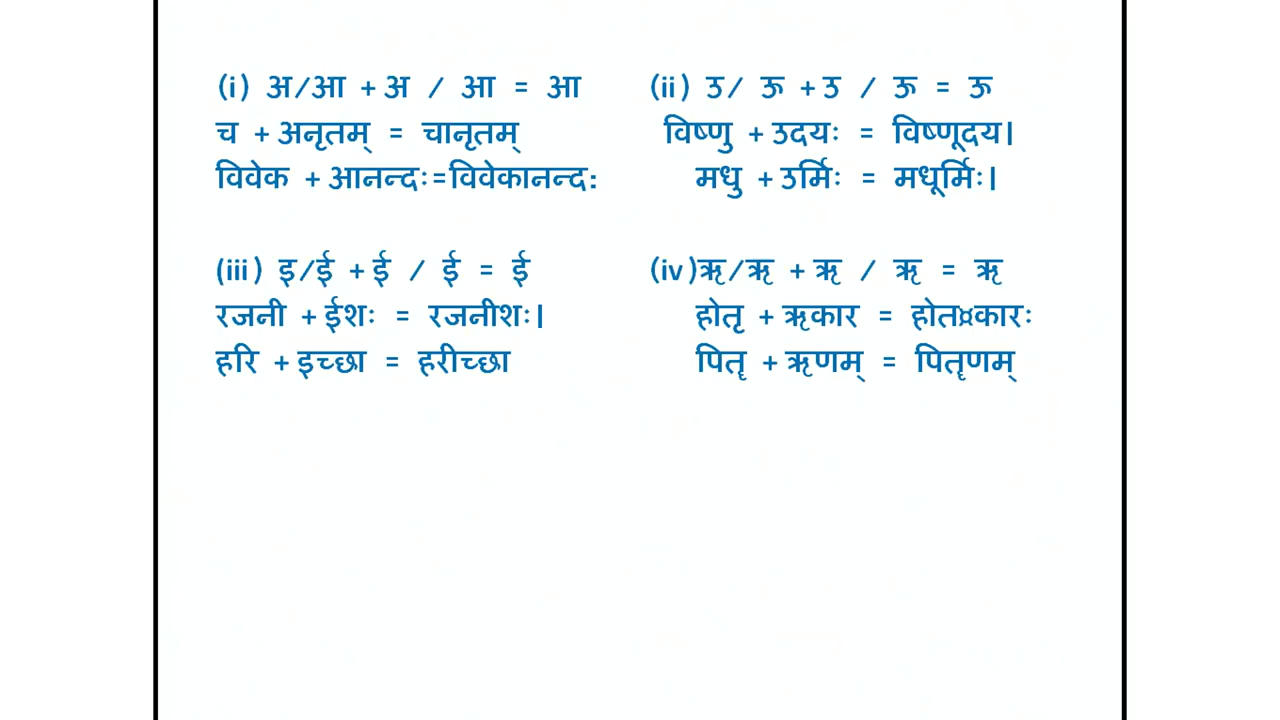 (i) अ/आ + अ / आ = आ
च + अनृतम् = चानृतम्
विवेक + आनन्दः=विवेकानन्द:
(ii) उ/ ऊ + उ / ऊ = ऊ
विष्णु + उदयः = विष्णूदय।
मधु + उर्मिः = मधूर्मिः।
(iii) इ/ई + ई / ई = ई
रजनी + ईशः = रजनीशः।
हरि + इच्छा = हरीच्छा
(iv)ऋ/ऋ + ऋ / ऋ = ऋ
होतृ + ऋकार = होत¤कारः
पितॄ + ऋणम् = पितॄणम्